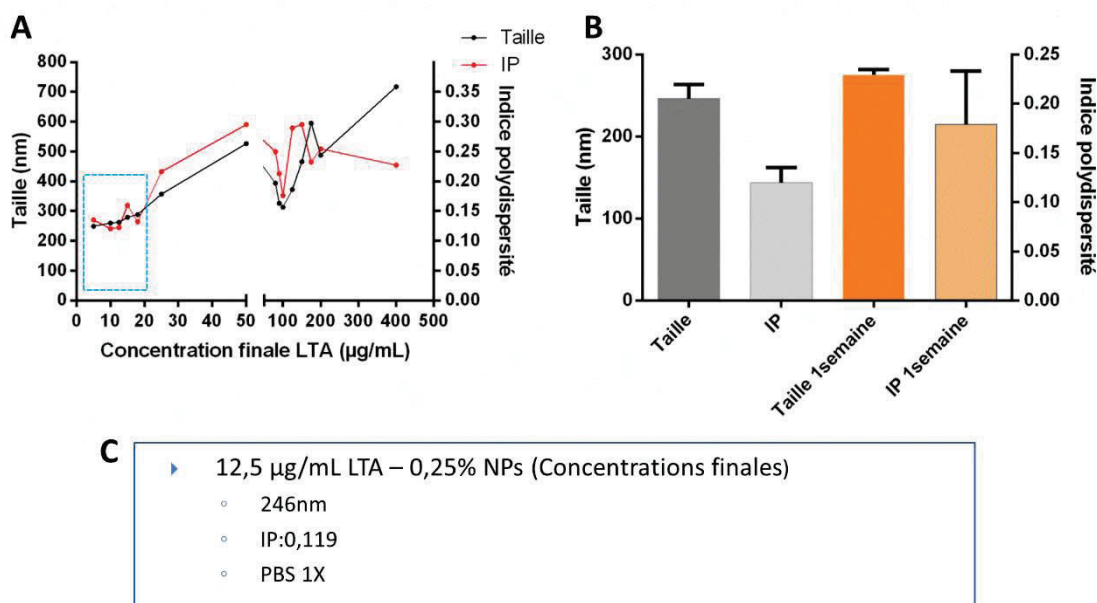 A
Taille
IP
800
700
600
500
400
300
200
100
0
Taille (nm)
0.35
0.30
0.25
0.20
0.15
0.10
0.05
0.00
Indice polydispersité
0 10 20 30 40 50 100 200 300 400 500
Concentration finale LTA (µg/mL)
B
300
200
100
0
Taille (nm)
0.25
0.20
0.15
0.10
0.05
0.00
Indice polydispersité
Taille
IP
Taille 1semaine
IP 1semaine
C
12,5 µg/mL LTA – 0,25% NPs (Concentrations finales)
246nm
IP:0,119
PBS 1X